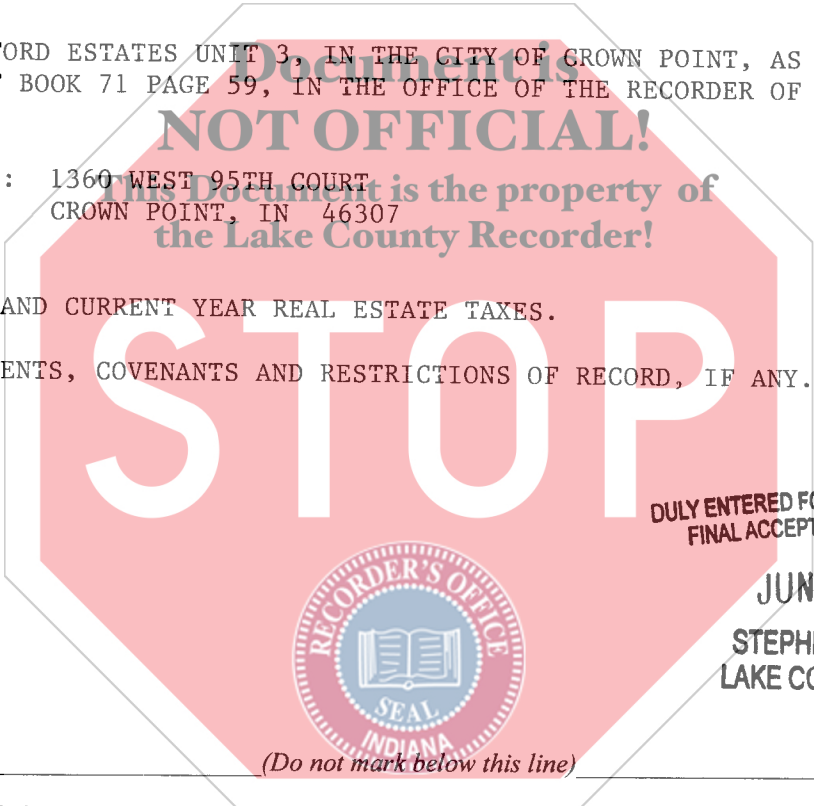 ORD ESTATES UNIT 3, IN THE CITY OF CROWN POINT, AS
BOOK 71 PAGE 59, IN THE OFFICE OF THE RECORDER OF
Document is
NOT OFFICIAL!
This Document is the property of
the Lake County Recorder!
: 1360 WEST 95TH COURT
CROWN POINT, IN 46307
AND CURRENT YEAR REAL ESTATE TAXES.
ENTS, COVENANTS AND RESTRICTIONS OF RECORD, IF ANY.
STOP
DULY ENTERED FO
FINAL ACCEPT
JUN
STEPH
LAKE CO
RECORDER'S OFFICE
SEAL
INDIANA
(Do not mark below this line)